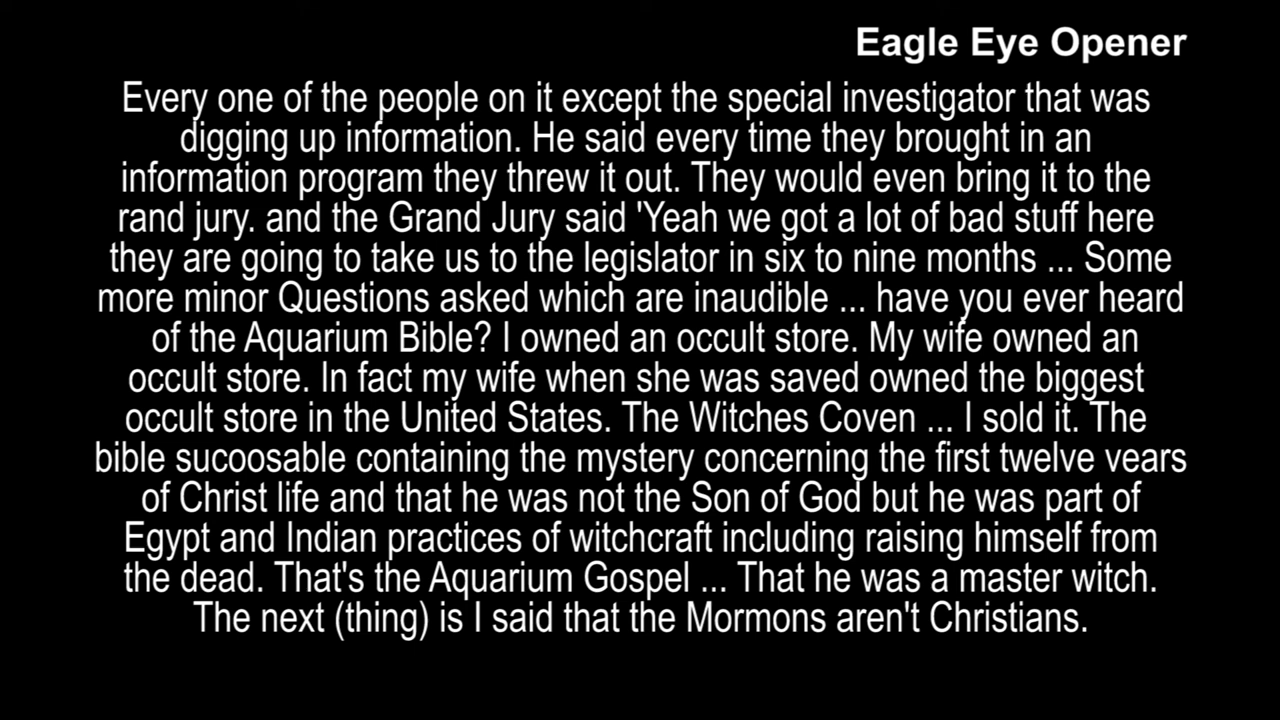 Eagle Eye Opener
Every one of the people on it except the special investigator that was
digging up information. He said every time they brought in an
information program they threw it out. They would even bring it to the
rand jury. and the Grand Jury said 'Yeah we got a lot of bad stuff here
they are going to take us to the legislator in six to nine months ... Some
more minor Questions asked which are inaudible ... have you ever heard
of the Aquarium Bible? I owned an occult store. My wife owned an
occult store. In fact my wife when she was saved owned the biggest
occult store in the United States. The Witches Coven ... I sold it. The
bible sucoosable containing the mystery concerning the first twelve vears
of Christ life and that he was not the Son of God but he was part of
Egypt and Indian practices of witchcraft including raising himself from
the dead. That's the Aquarium Gospel ... That he was a master witch.
The next (thing) is I said that the Mormons aren't Christians.